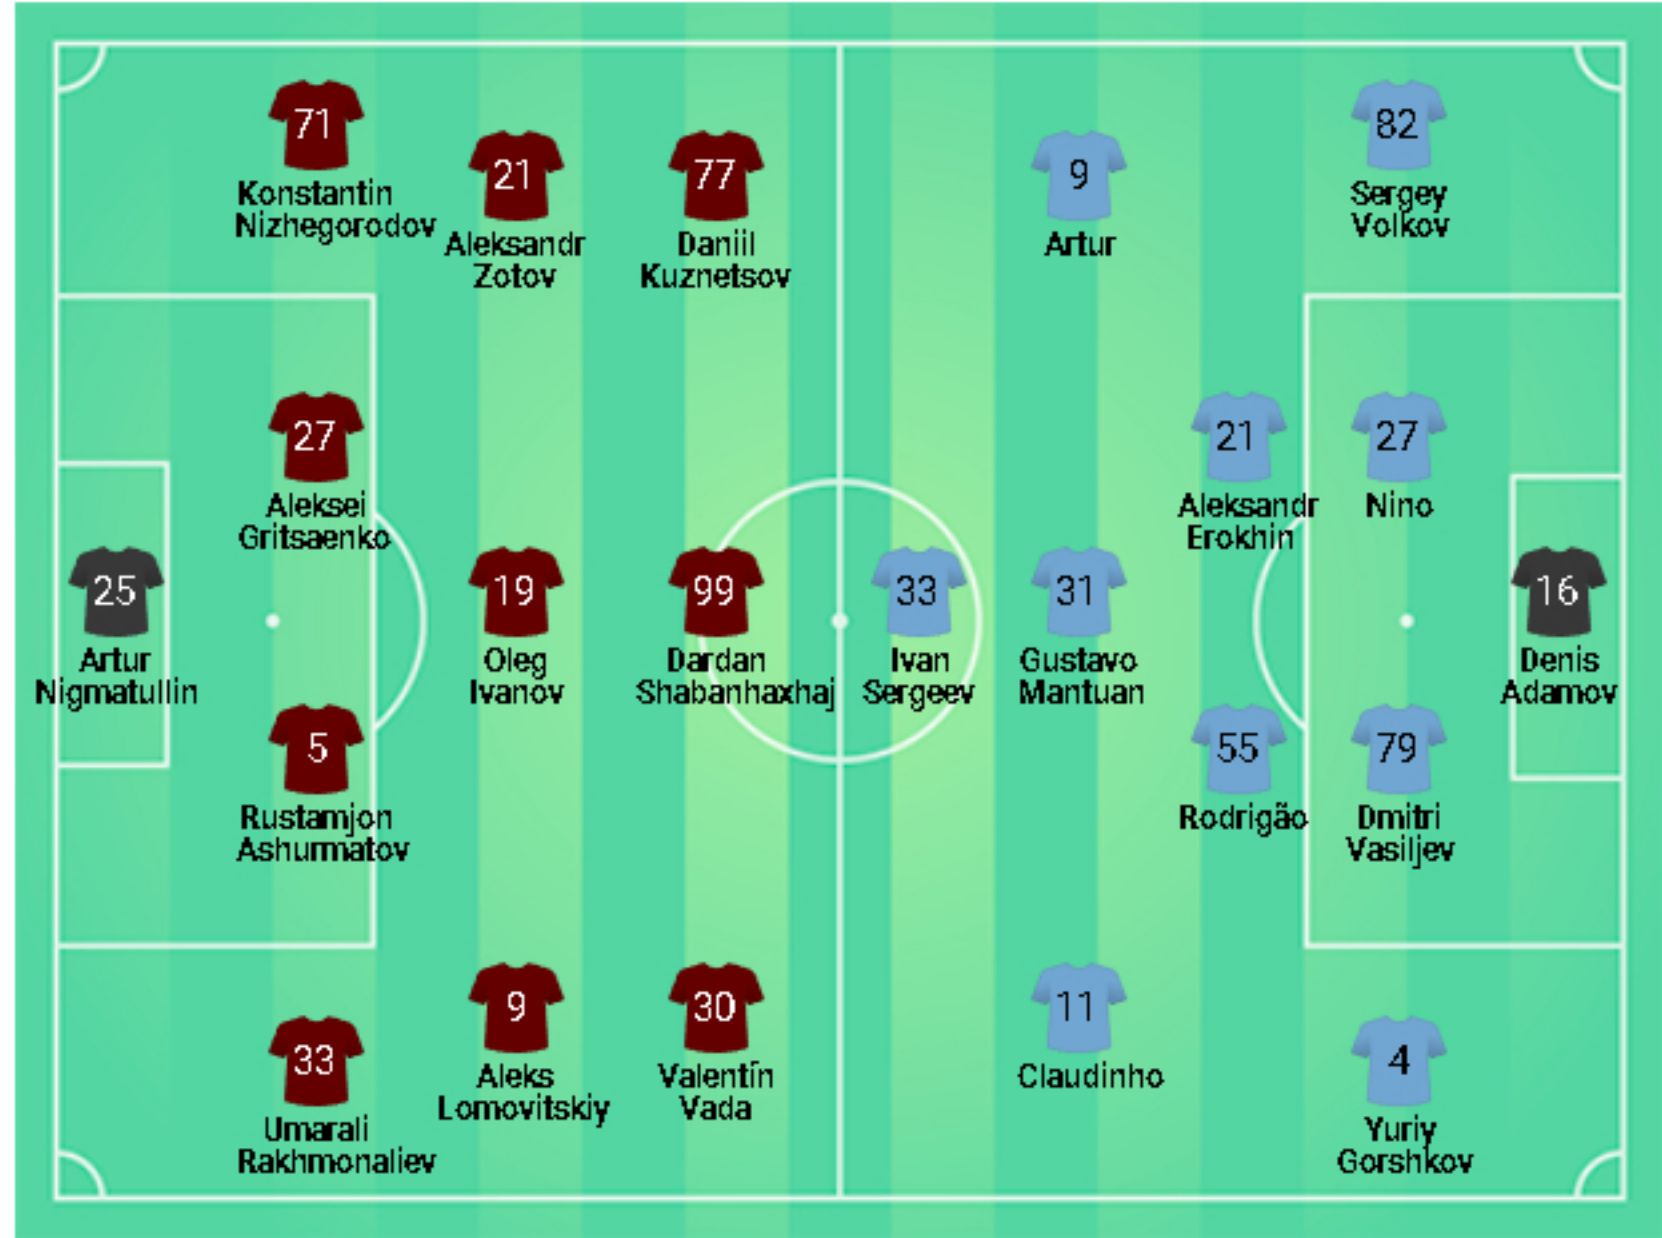 71
Konstantin
Nizhegorodov
21
Aleksandr
Zotov
77
Daniil
Kuznetsov
9
Artur
82
Sergey
Volkov
27
Aleksei
Gritsaenko
21
Aleksandr
Erokhin
27
Nino
25
Artur
Nigmatullin
19
Oleg
Ivanov
99
Dardan
Shabanhaxhaj
33
Ivan
Sergeev
31
Gustavo
Mantuan
16
Denis
Adamov
5
Rustamjon
Ashurmatov
55
Rodrigão
79
Dmitri
Vasiljev
33
Umarali
Rakhmonaliev
9
Aleks
Lomovitskiy
30
Valentín
Vada
11
Claudinho
4
Yuriy
Gorshkov